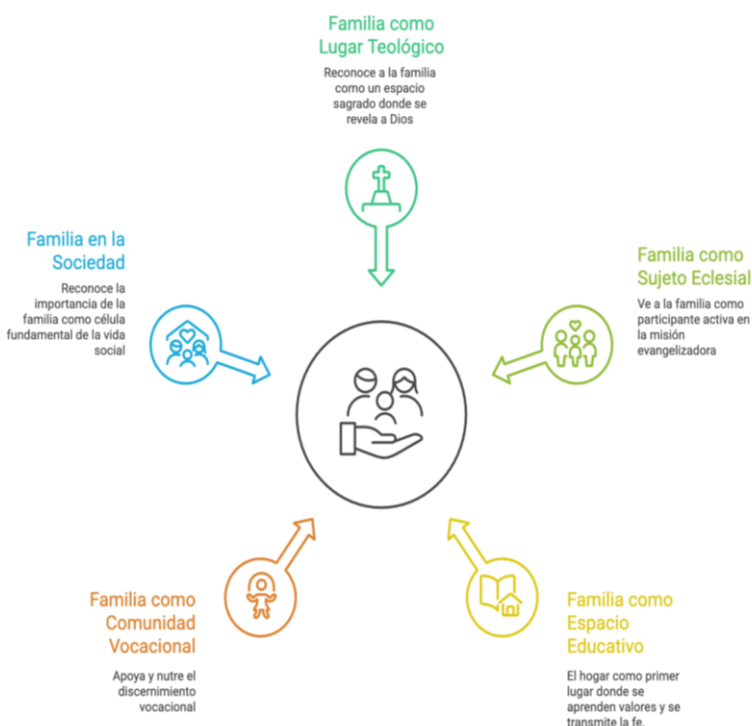 Familia como
Lugar Teológico
Reconoce a la familia
como un espacio
sagrado donde se
revela a Dios
Familia en la
Sociedad
Reconoce la
importancia de la
familia como célula
fundamental de la vida
social
Familia como
Sujeto Eclesial
Ve a la familia como
participante activa en
la misión
evangelizadora
Familia como
Comunidad
Vocacional
Apoya y nutre el
discernimiento
vocacional
Familia como
Espacio
Educativo
El hogar como primer
lugar donde se
aprenden valores y se
transmite la fe.